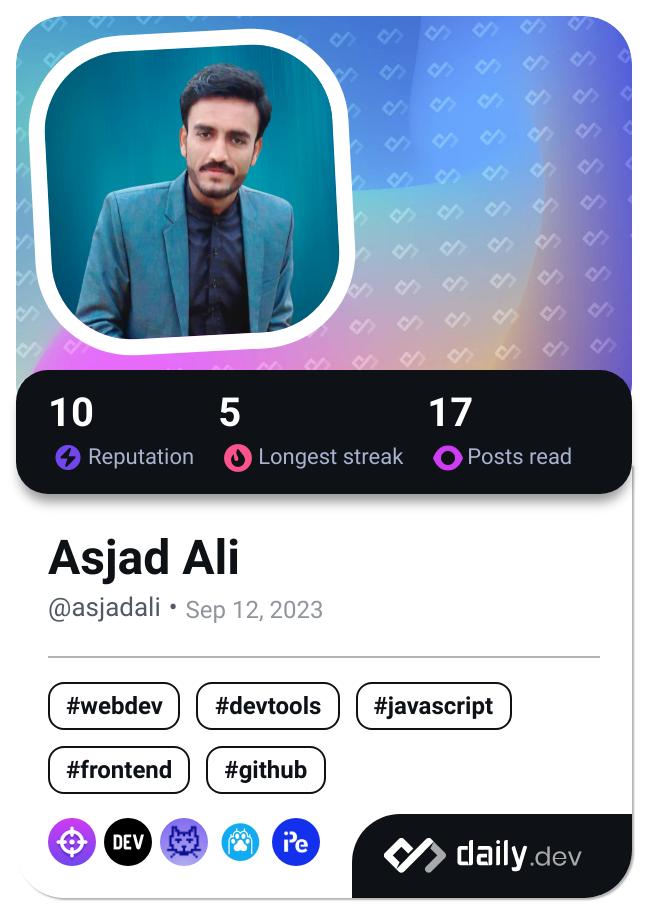 10 5 17
Reputation Longest streak Posts read
Asjad Ali
@asjadali • Sep 12, 2023
#webdev #devtools #javascript
#frontend #github
DEV iPe
daily.dev